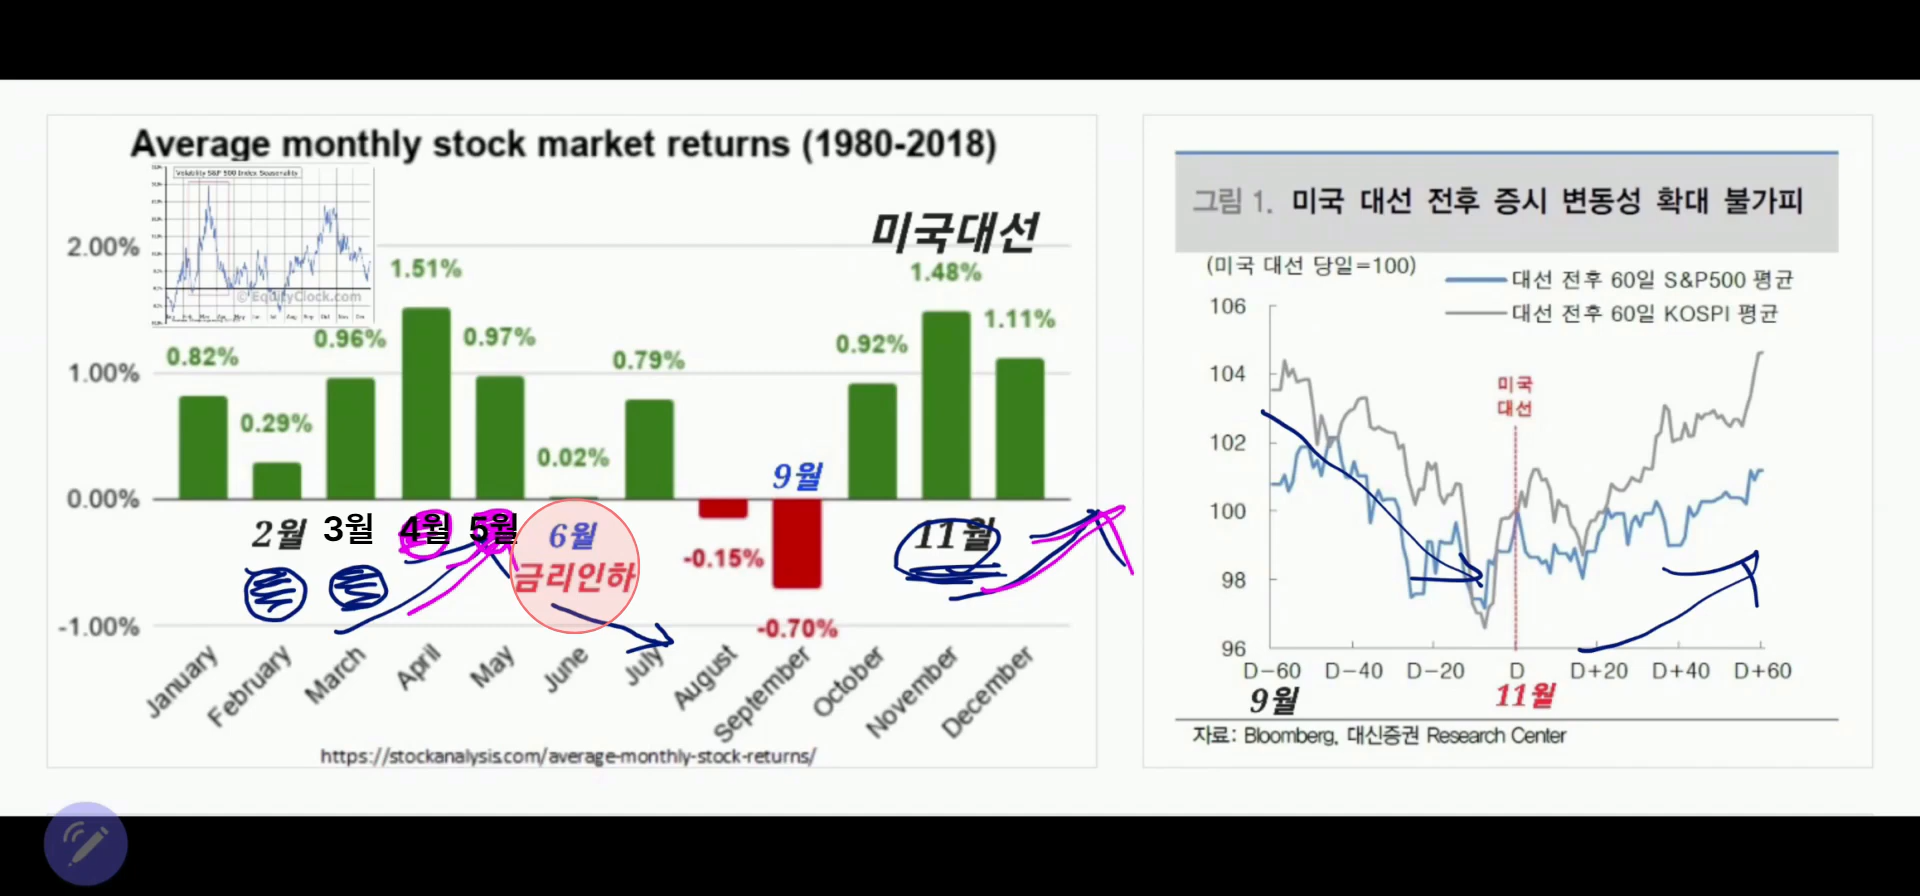 Average monthly stock market returns (1980-2018)
Volatility S&P 500 Index Seasonality
© EquityClock.com
미국대선
2.00%
1.00%
0.00%
-1.00%
0.82%
0.29%
0.96%
1.51%
0.97%
0.02%
0.79%
-0.15%
-0.70%
0.92%
1.48%
1.11%
9월
2월 3월 4월 5월 6월 11월
금리인하
January February March April May June July August September October November December
https://stockanalysis.com/average-monthly-stock-returns/
그림 1. 미국 대선 전후 증시 변동성 확대 불가피
(미국 대선 당일=100)
대선 전후 60일 S&P500 평균
대선 전후 60일 KOSPI 평균
106
104
102
100
98
96
미국
대선
D-60 D-40 D-20 D D+20 D+40 D+60
9월 11월
자료: Bloomberg, 대신증권 Research Center